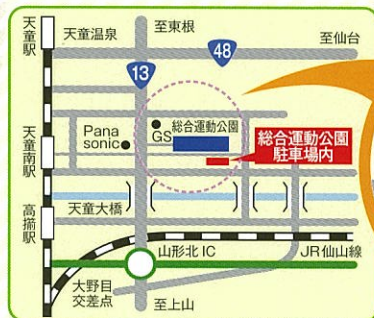 天童駅
天童温泉
至東根
48
至仙台
13
Pana
sonic
GS
総合運動公園
総合運動公園
駐車場内
天童南駅
天童大橋
高擶駅
山形北 IC
JR仙山線
大野目
交差点
至上山